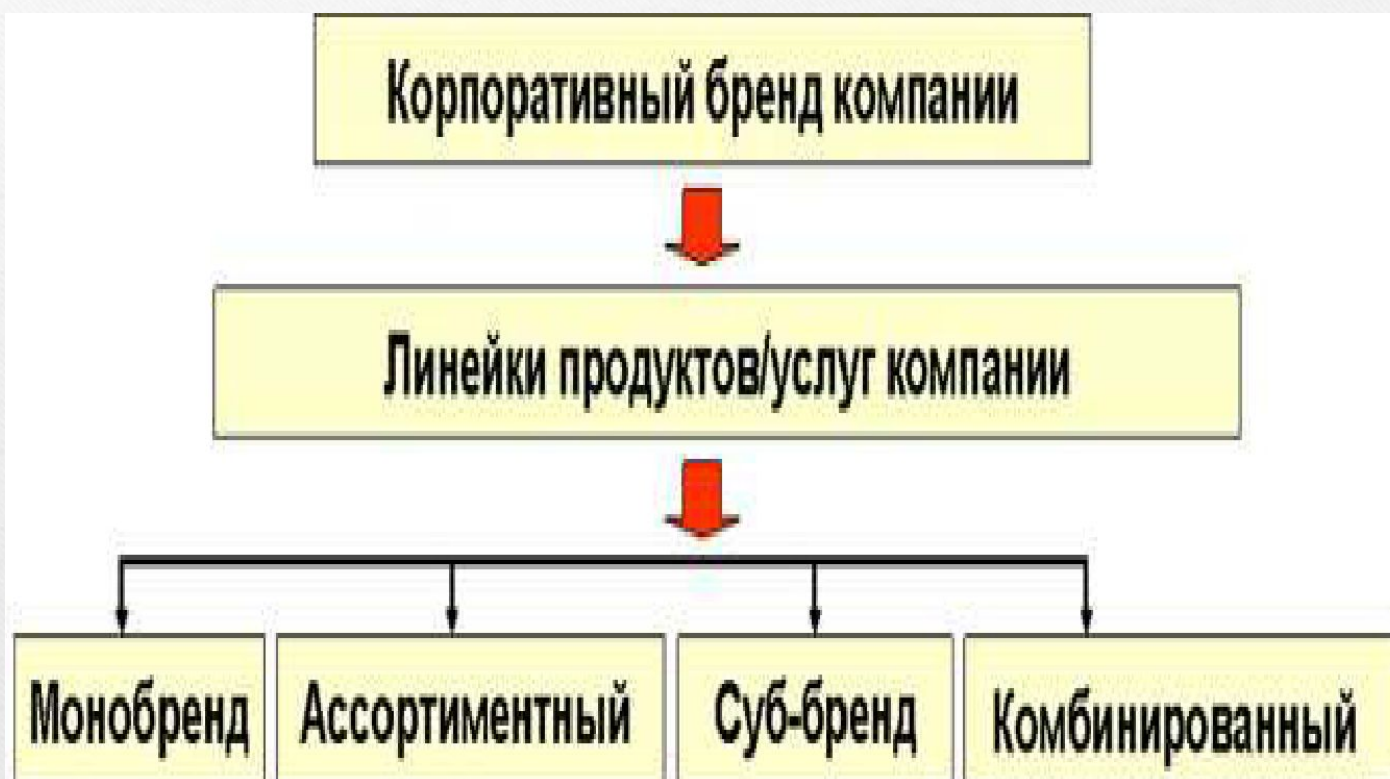 Корпоративный бренд компании
Линейки продуктов/услуг компании
Монобренд
Ассортиментный
Суб-бренд
Комбинированный